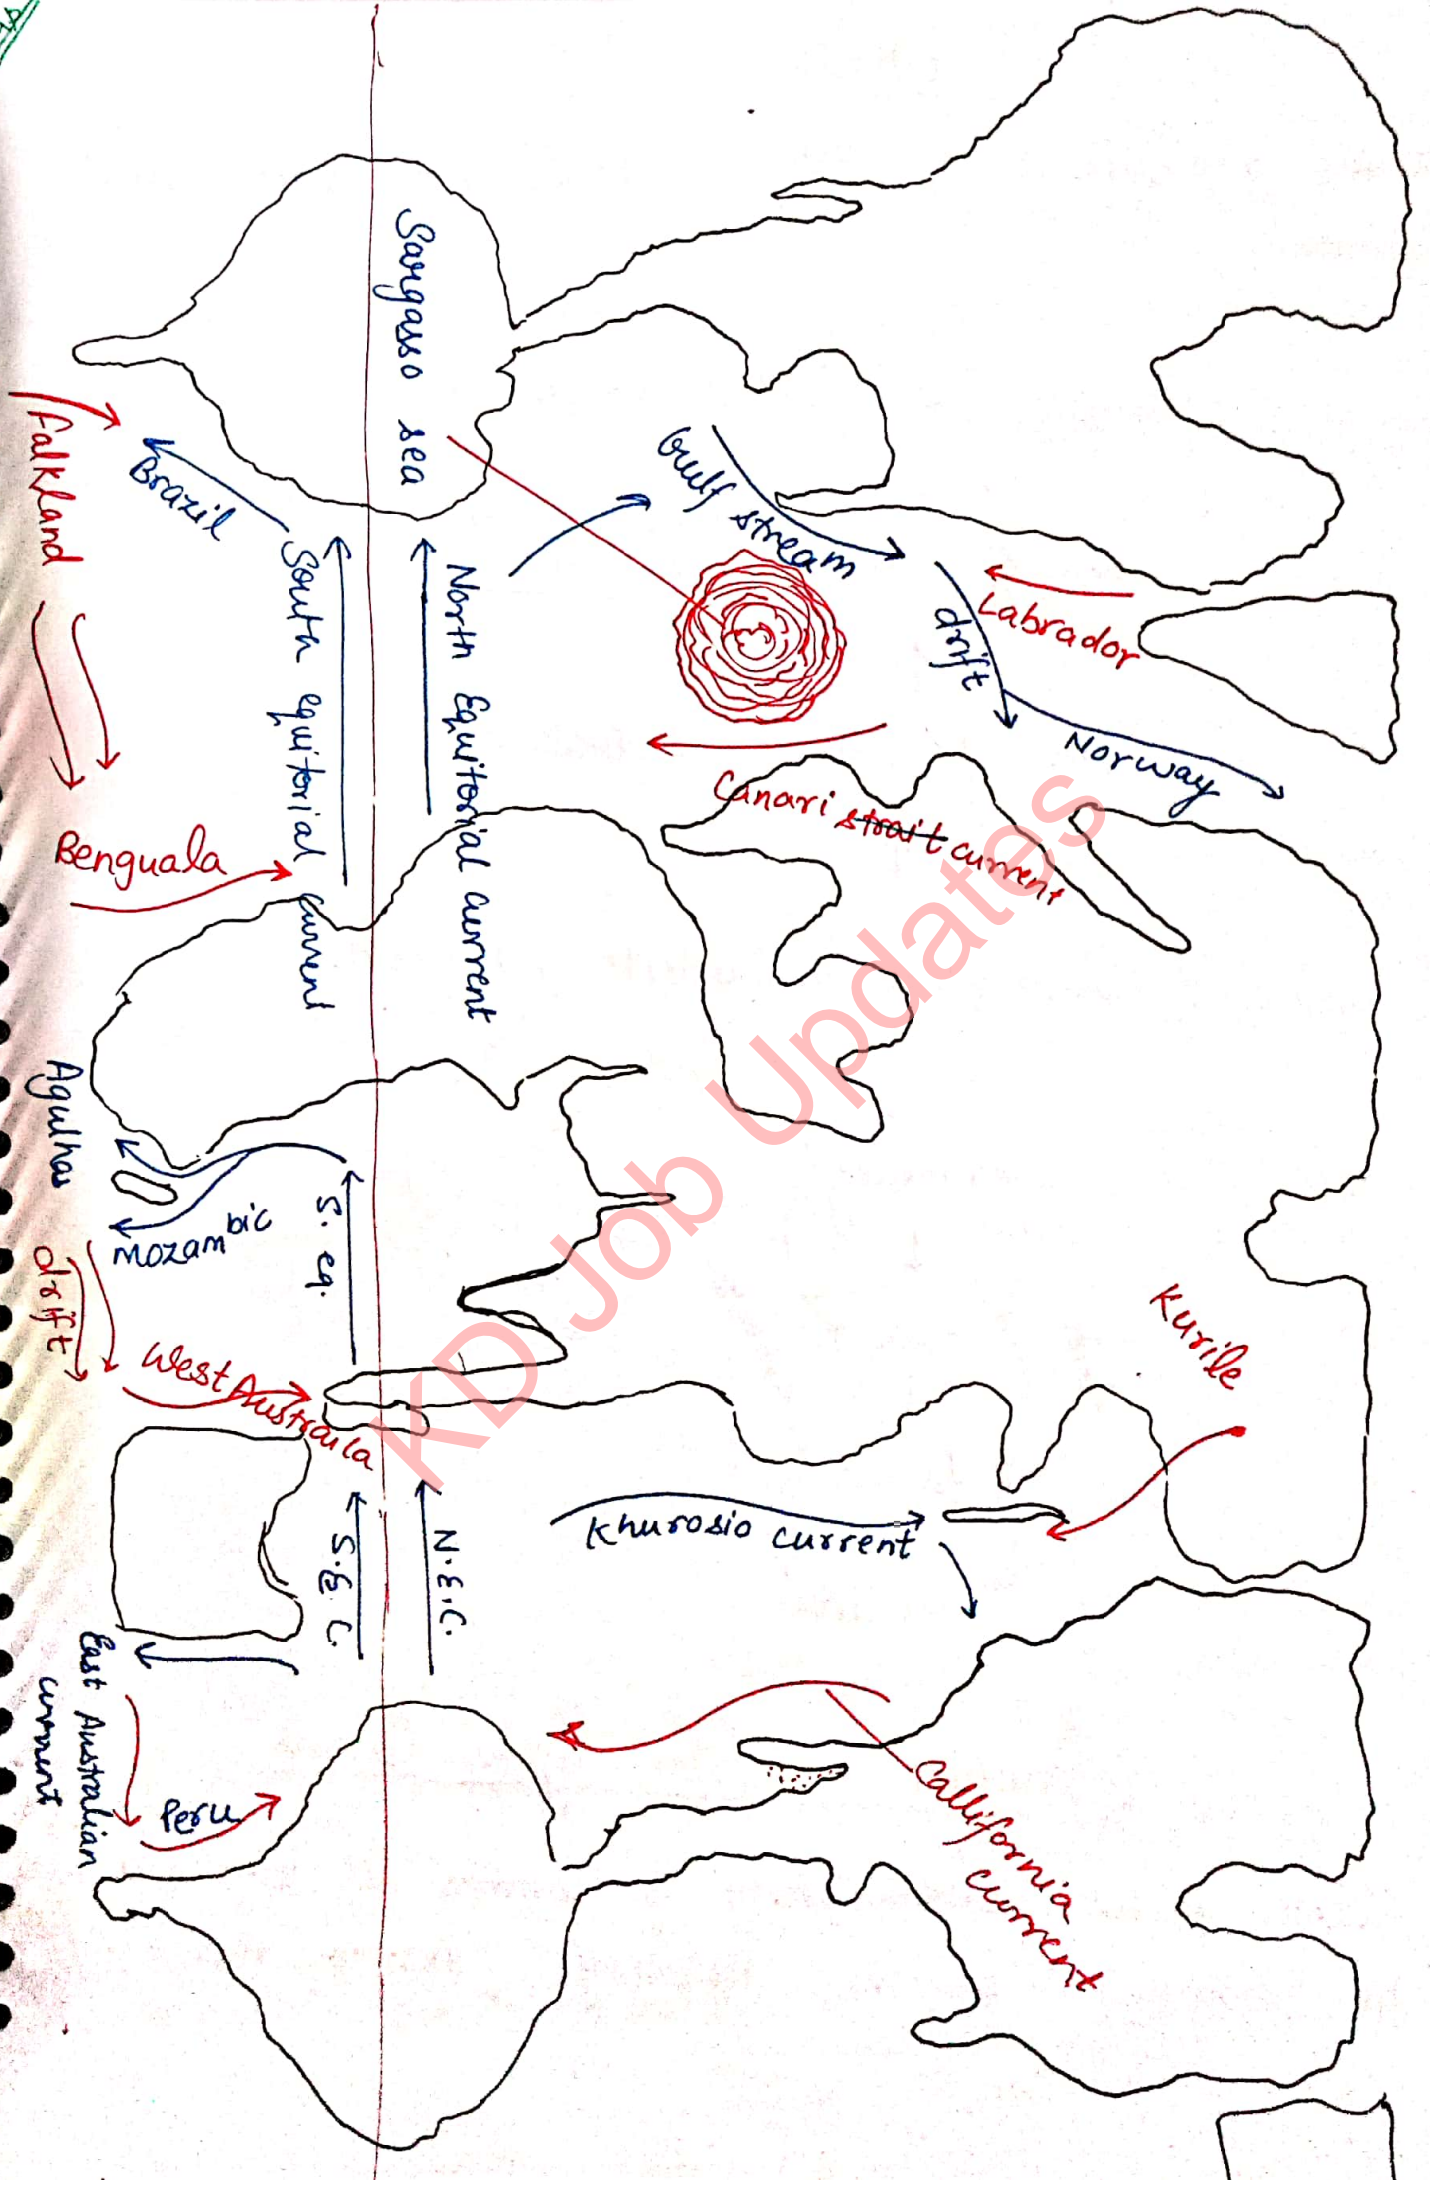 Sargasso sea
Gulf stream
Labrador
drift
Norway
North Equitorial current
South equitorial current
Brazil
Falkland
Canari strait current
Benguala
Agulhas
Mozambic
S. eq.
drift
West Austraila
Kurile
Khurosio current
N.E.C.
S.E.C.
East Australian
current
Peru
Callifornia
current
KD Job Updates